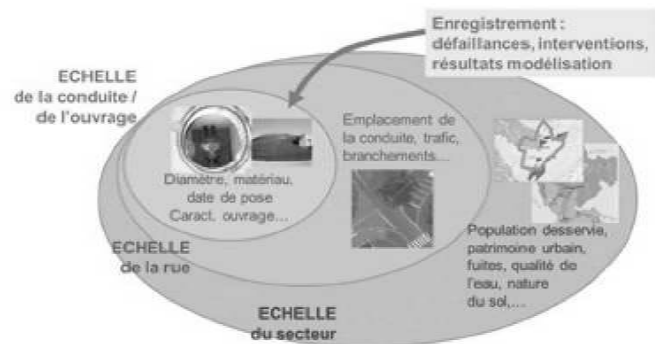 Enregistrement :
défaillances, interventions,
résultats modélisation
ECHELLE
de la conduite /
de l'ouvrage
Emplacement de
la conduite, trafic,
branchements...
Diamètre, matériau,
date de pose
Caract. ouvrage...
Population desservie,
patrimoine urbain,
fuites, qualité de
l'eau, nature
du sol,...
ECHELLE
de la rue
ECHELLE
du secteur